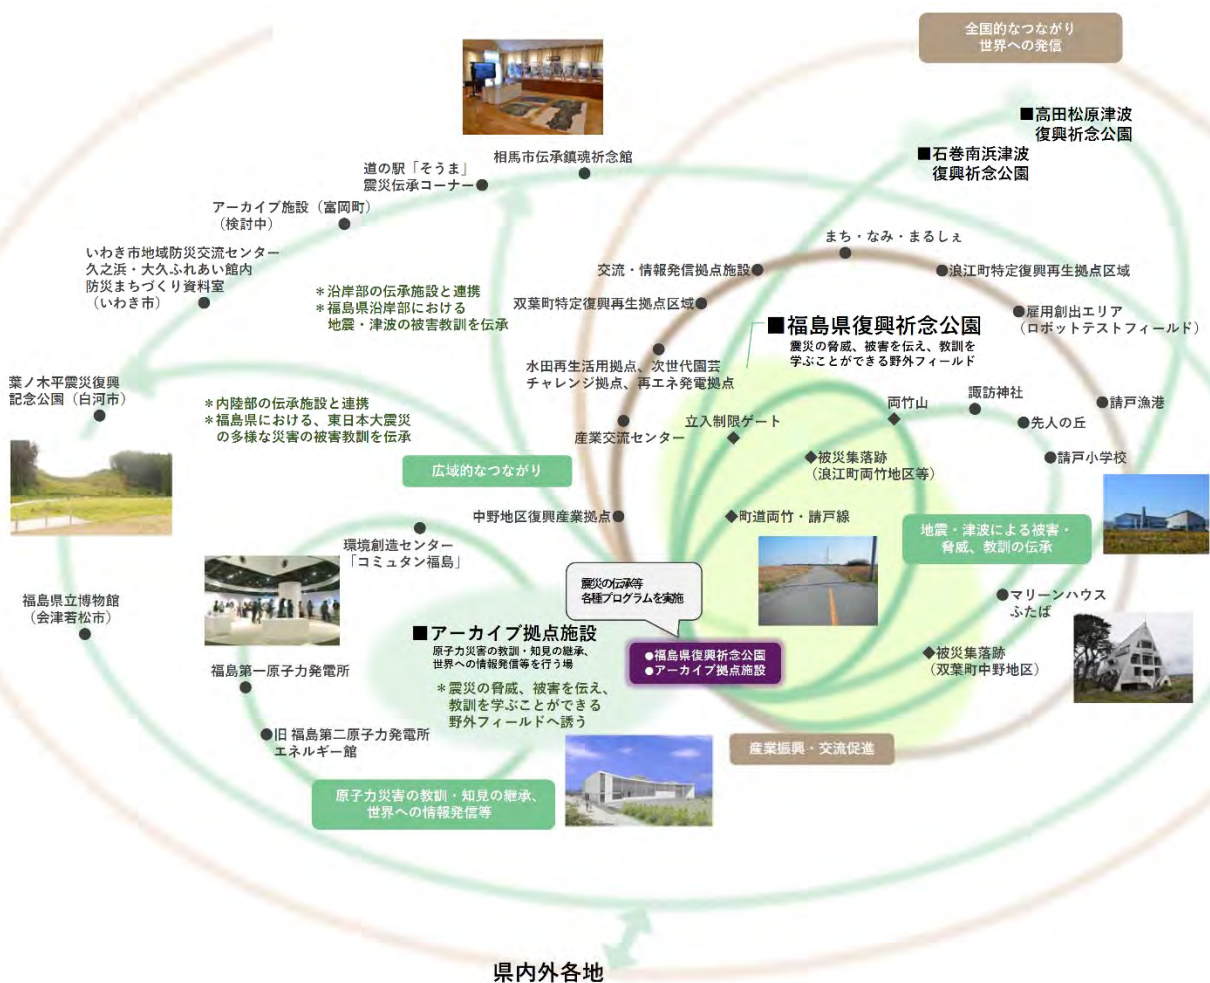 全国的なつながり
世界への発信
■高田松原津波
復興祈念公園
■石巻南浜津波
復興祈念公園
相馬市伝承鎮魂祈念館
道の駅「そうま」
震災伝承コーナー●
アーカイブ施設（富岡町）
（検討中）
いわき市地域防災交流センター
久之浜・大久ふれあい館内
防災まちづくり資料室
（いわき市）
＊沿岸部の伝承施設と連携
＊福島県沿岸部における
地震・津波の被害教訓を伝承
まち・なみ・まるしぇ
交流・情報発信拠点施設●
●浪江町特定復興再生拠点区域
双葉町特定復興再生拠点区域●
●雇用創出エリア
（ロボットテストフィールド）
■福島県復興祈念公園
震災の脅威、被害を伝え、教訓を
学ぶことができる野外フィールド
水田再生活用拠点、次世代園芸
チャレンジ拠点、再エネ発電拠点
葉ノ木平震災復興
記念公園（白河市）
＊内陸部の伝承施設と連携
＊福島県における、東日本大震災
の多様な災害の被害教訓を伝承
産業交流センター
立入制限ゲート
両竹山
諏訪神社
●請戸漁港
●先人の丘
●請戸小学校
◆被災集落跡
（浪江町両竹地区等）
広域的なつながり
中野地区復興産業拠点●
◆町道両竹・請戸線
地震・津波による被害・
脅威、教訓の伝承
環境創造センター
「コミュタン福島」
震災の伝承等
各種プログラムを実施
福島県立博物館
（会津若松市）
●マリーンハウス
ふたば
■アーカイブ拠点施設
原子力災害の教訓・知見の継承、
世界への情報発信等を行う場
●福島県復興祈念公園
●アーカイブ拠点施設
◆被災集落跡
（双葉町中野地区）
福島第一原子力発電所
＊震災の脅威、被害を伝え、
教訓を学ぶことができる
野外フィールドへ誘う
●旧 福島第二原子力発電所
エネルギー館
産業振興・交流促進
原子力災害の教訓・知見の継承、
世界への情報発信等
県内外各地